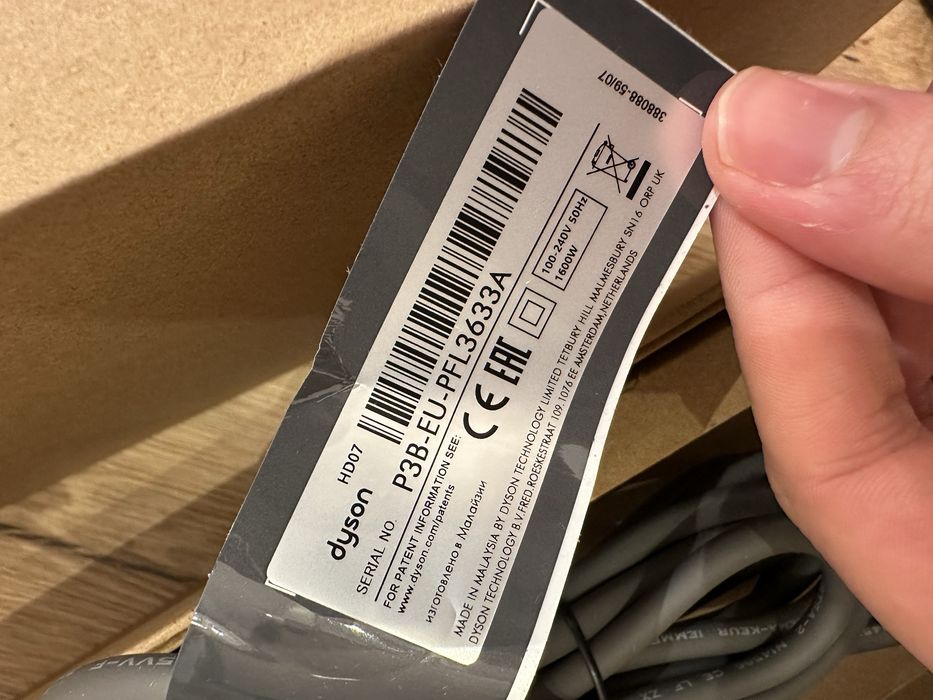 dyson
HD07
SERIAL NO.
P3B-EU-PFL3633A
FOR PATENT INFORMATION SEE:
www.dyson.com/patents
изготовлено в Малайзии
100-240V 50Hz
1600W
CE EAC
MADE IN MALAYSIA BY DYSON TECHNOLOGY LIMITED TETBURY HILL MALMESBURY SN16 ORP UK
DYSON TECHNOLOGY B.V.FRED.ROESKESTRAAT 109.1076 EE AMSTERDAM,NETHERLANDS
388088-59/07